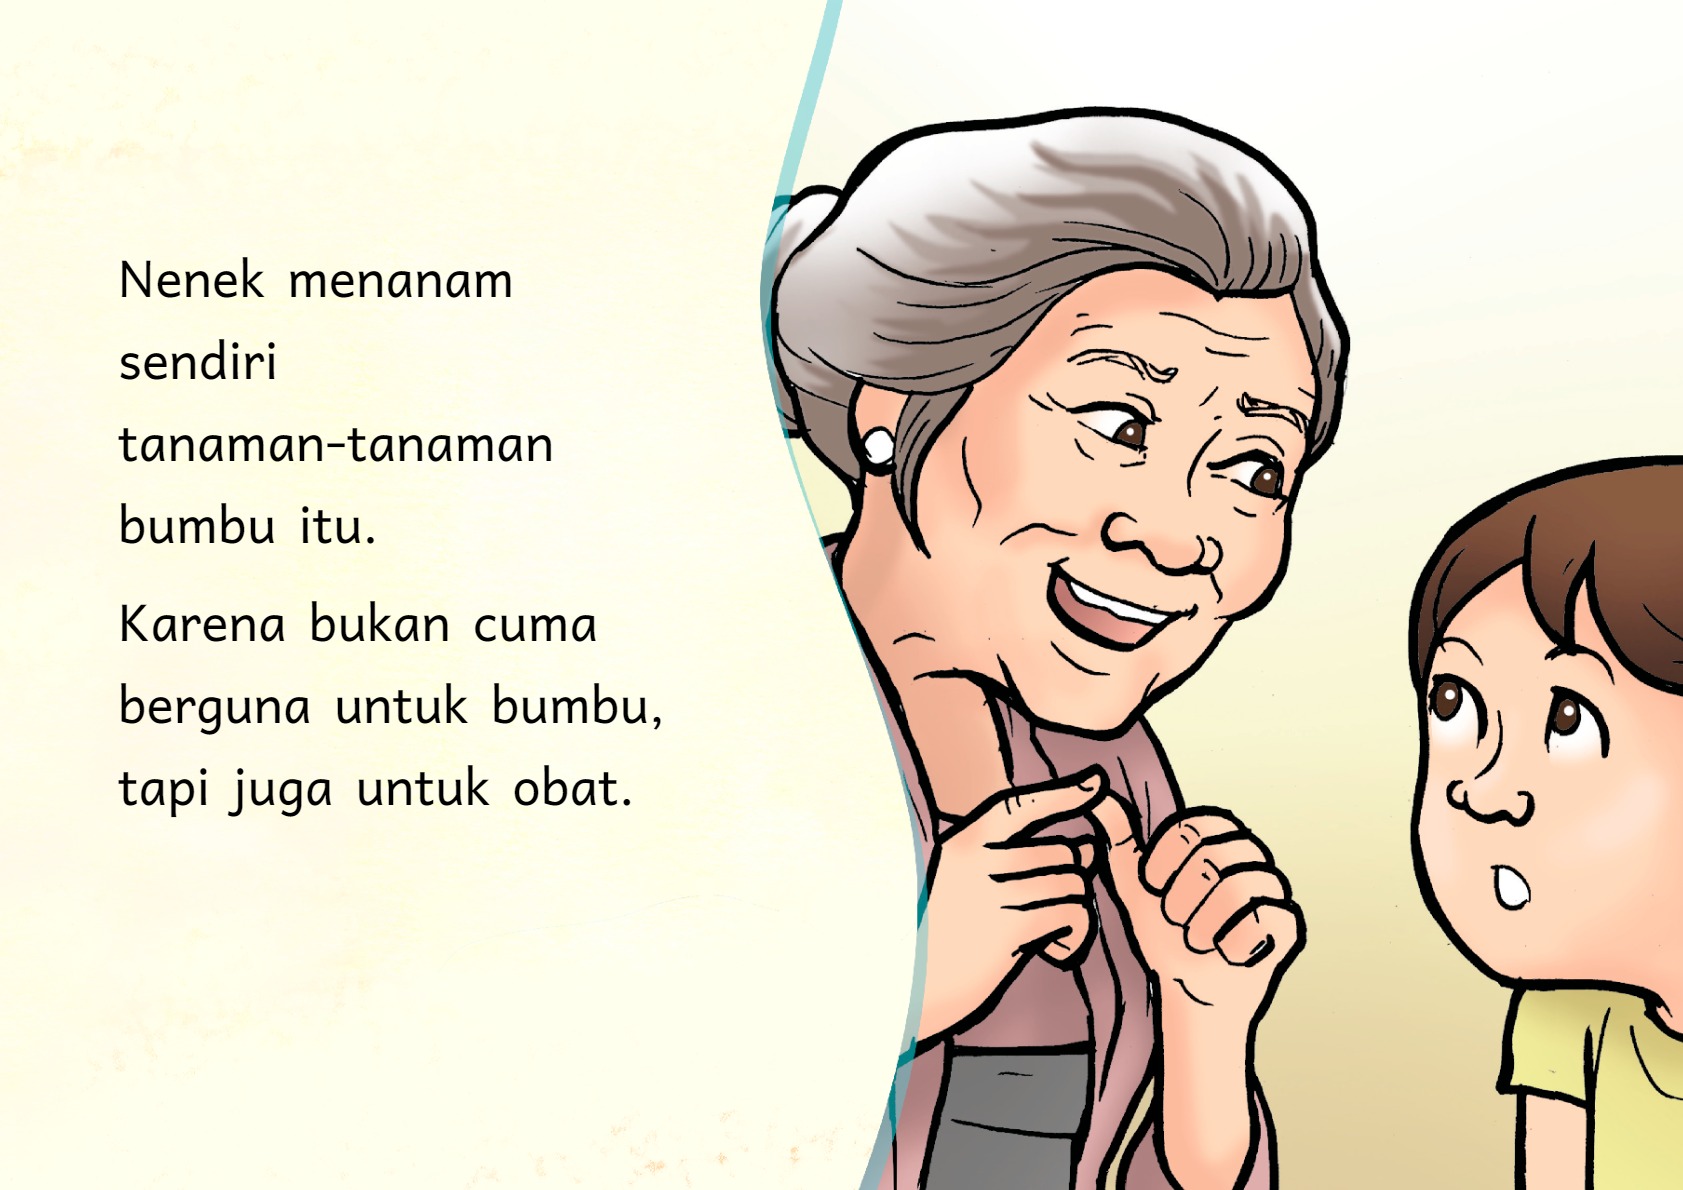 Nenek menanam
sendiri
tanaman-tanaman
bumbu itu.
Karena bukan cuma
berguna untuk bumbu,
tapi juga untuk obat.